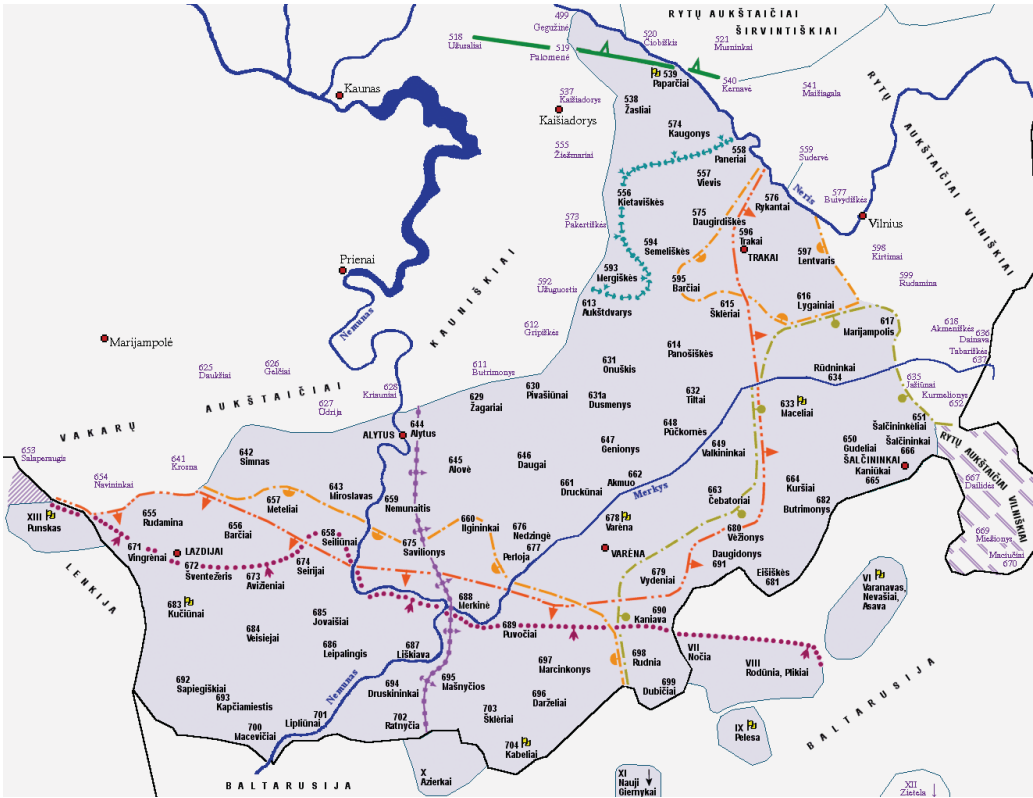 499
Gegužinė
RYTŲ AUKŠTAIČIAI
ŠIRVINTIŠKIAI
520
Čiobiškis
521
Musninkai
518
Užusaliai
519
Palomenė
539
Paparčiai
540
Kernavė
541
Maišiagala
RYTŲ
AUKŠTAIČIAI
VILNIŠKIAI
Kaunas
537
Kaišiadorys
Kaišiadorys
538
Žasliai
574
Kaugonys
555
Žiežmariai
558
Paneriai
559
Sudervė
557
Vievis
556
Kietaviškės
576
Rykantai
Neris
577
Buivydiškės
Vilnius
573
Pakertiškės
575
Daugirdiškės
596
Trakai
TRAKAI
594
Semeliškės
597
Lentvaris
598
Kirtimai
599
Rudamina
Prienai
593
Mergiškės
592
Užuguostis
595
Barčiai
616
Lygainiai
613
Aukštdvarys
615
Šklėriai
Nemunas
KAUNIŠKIAI
612
Gripiškės
617
Marijampolis
618
Akmeniškės
636
Dainava
Tabariškės
637
Marijampolė
614
Panošiškės
625
Daukšiai
626
Gelčiai
611
Butrimonys
631
Onuškis
Rūdninkai
634
635
Jašiūnai
Kurmelionys
652
628
Kriauniai
627
Ūdrija
AUKŠTAIČIAI
VAKARŲ
629
Žagariai
630
Pivašiūnai
631a
Dusmenys
632
Tiltai
633
Maceliai
644
Alytus
ALYTUS
648
Pūčkornės
651
Šalčininkėliai
Šalčininkai
666
650
Gudeliai
ŠALČININKAI
Kaniūkai
665
RYTŲ AUKŠTAIČIAI
VILNIŠKIAI
653
Salaperaugis
641
Krosna
642
Simnas
645
Alovė
646
Daugai
647
Genionys
649
Valkininkai
654
Navininkai
643
Miroslavas
659
Nemunaitis
661
Druckūnai
662
Akmuo
Merkys
663
Čebatoriai
664
Kuršiai
682
Butrimonys
667
Dailidės
XIII
Punskas
655
Rudamina
657
Meteliai
656
Barčiai
658
Seiliūnai
660
Ilgininkai
676
Nedzingė
675
Savilionys
Perloja
677
678
Varėna
VARĖNA
680
Vėžionys
669
Miežionys
Mačiučiai
670
671
Vingrėnai
LAZDIJAI
672
Šventežeris
673
Avižieniai
674
Seirijai
679
Vydeniai
Daugidonys
691
Eišiškės
681
VI
Varanavas,
Nevašiai,
Asava
LENKIJA
683
Kučiūnai
688
Merkinė
689
Puvočiai
690
Kaniava
684
Veisiejai
685
Jovaišiai
686
Leipalingis
687
Liškiava
697
Marcinkonys
698
Rudnia
VII
Nočia
VIII
Rodūnia, Plikiai
692
Sapiegiškiai
693
Kapčiamiestis
Nemunas
694
Druskininkai
695
Mašnyčios
696
Darželiai
699
Dubičiai
700
Macevičiai
Lipliūnai
701
702
Ratnyčia
703
Šklėriai
704
Kabeliai
IX
Pelesa
BALTARUSIJA
BALTARUSIJA
X
Azierkai
XI
Nauji
Giernykai
XII
Zietela